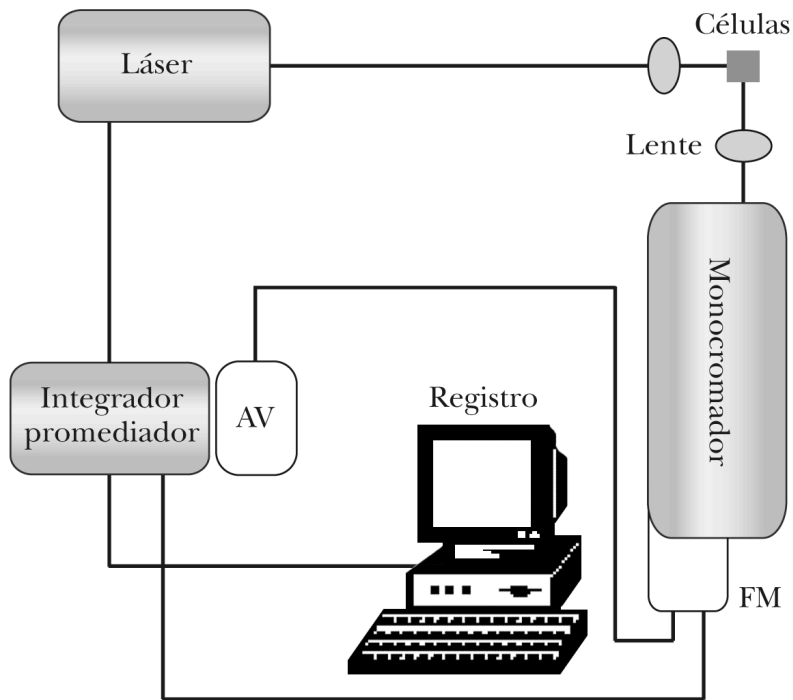 Células
Láser
Lente
Monocromador
Integrador
promediador
AV
Registro
FM